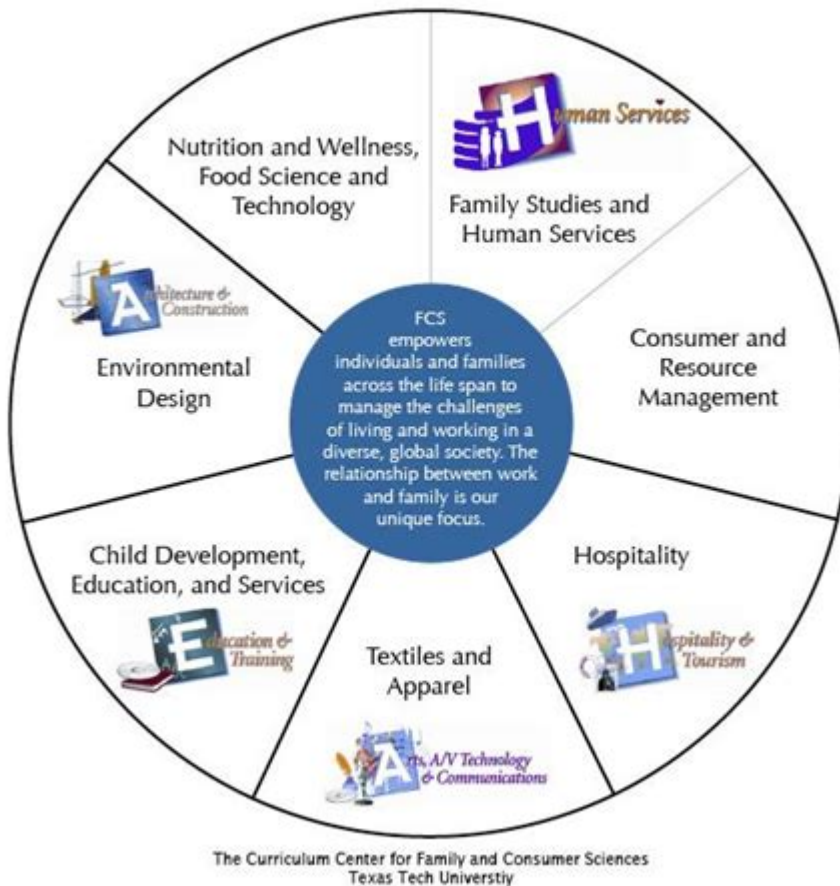 Nutrition and Wellness,
Food Science and
Technology
Human Services
Family Studies and
Human Services
Architecture &
Construction
Environmental
Design
FCS
empowers
individuals and families
across the life span to
manage the challenges
of living and working in a
diverse, global society. The
relationship between work
and family is our
unique focus.
Consumer and
Resource
Management
Child Development,
Education, and Services
Education &
Training
Textiles and
Apparel
Arts, A/V Technology
& Communications
Hospitality
Hospitality &
Tourism
The Curriculum Center for Family and Consumer Sciences
Texas Tech Universtiy